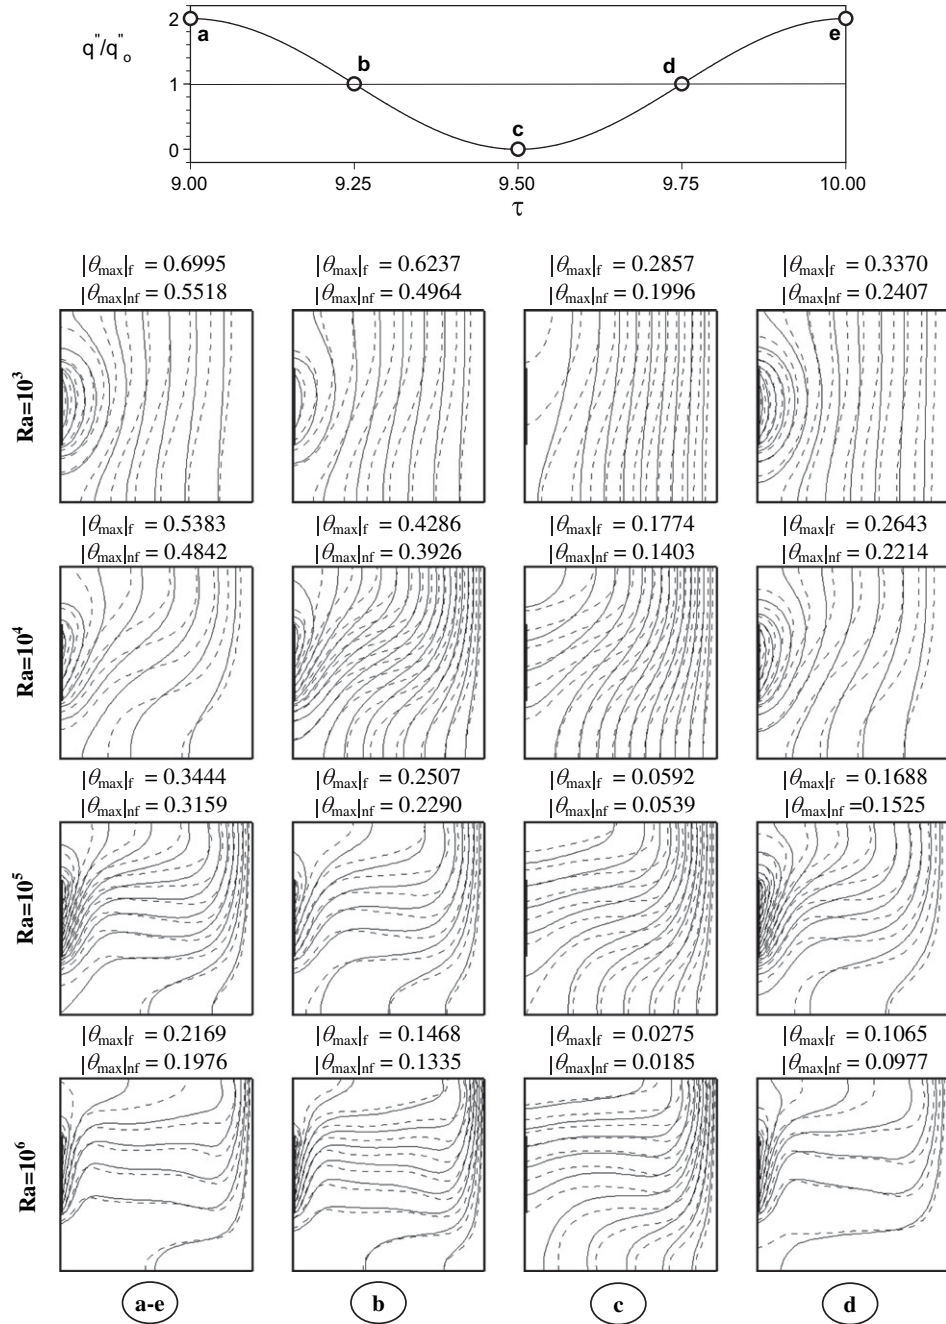 2
q"/q"o
1
0
a
b
c
d
e
9.00 9.25 9.50 9.75 10.00
τ
|θmax|f = 0.6995 |θmax|f = 0.6237 |θmax|f = 0.2857 |θmax|f = 0.3370
|θmax|nf = 0.5518 |θmax|nf = 0.4964 |θmax|nf = 0.1996 |θmax|nf = 0.2407
Ra=10³
|θmax|f = 0.5383 |θmax|f = 0.4286 |θmax|f = 0.1774 |θmax|f = 0.2643
|θmax|nf = 0.4842 |θmax|nf = 0.3926 |θmax|nf = 0.1403 |θmax|nf = 0.2214
Ra=10⁴
|θmax|f = 0.3444 |θmax|f = 0.2507 |θmax|f = 0.0592 |θmax|f = 0.1688
|θmax|nf = 0.3159 |θmax|nf = 0.2290 |θmax|nf = 0.0539 |θmax|nf =0.1525
Ra=10⁵
|θmax|f = 0.2169 |θmax|f = 0.1468 |θmax|f = 0.0275 |θmax|f = 0.1065
|θmax|nf = 0.1976 |θmax|nf = 0.1335 |θmax|nf = 0.0185 |θmax|nf = 0.0977
Ra=10⁶
a-e b c d